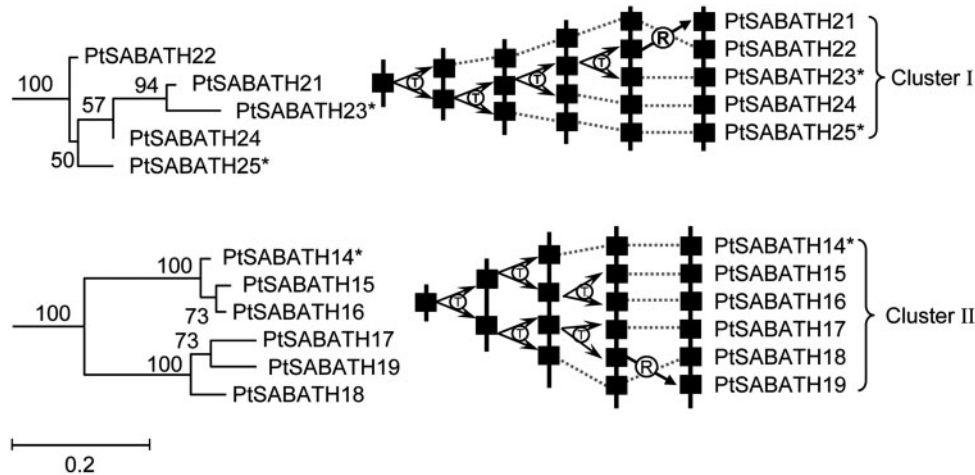 PtSABATH22
100
94
PtSABATH21
57
PtSABATH23*
PtSABATH24
50
PtSABATH25*
T
T
T
T
R
PtSABATH21
PtSABATH22
PtSABATH23*
PtSABATH24
PtSABATH25*
Cluster I
PtSABATH14*
100
PtSABATH15
73
PtSABATH16
100
73
PtSABATH17
100
PtSABATH19
PtSABATH18
T
T
T
T
T
R
PtSABATH14*
PtSABATH15
PtSABATH16
PtSABATH17
PtSABATH18
PtSABATH19
Cluster II
0.2